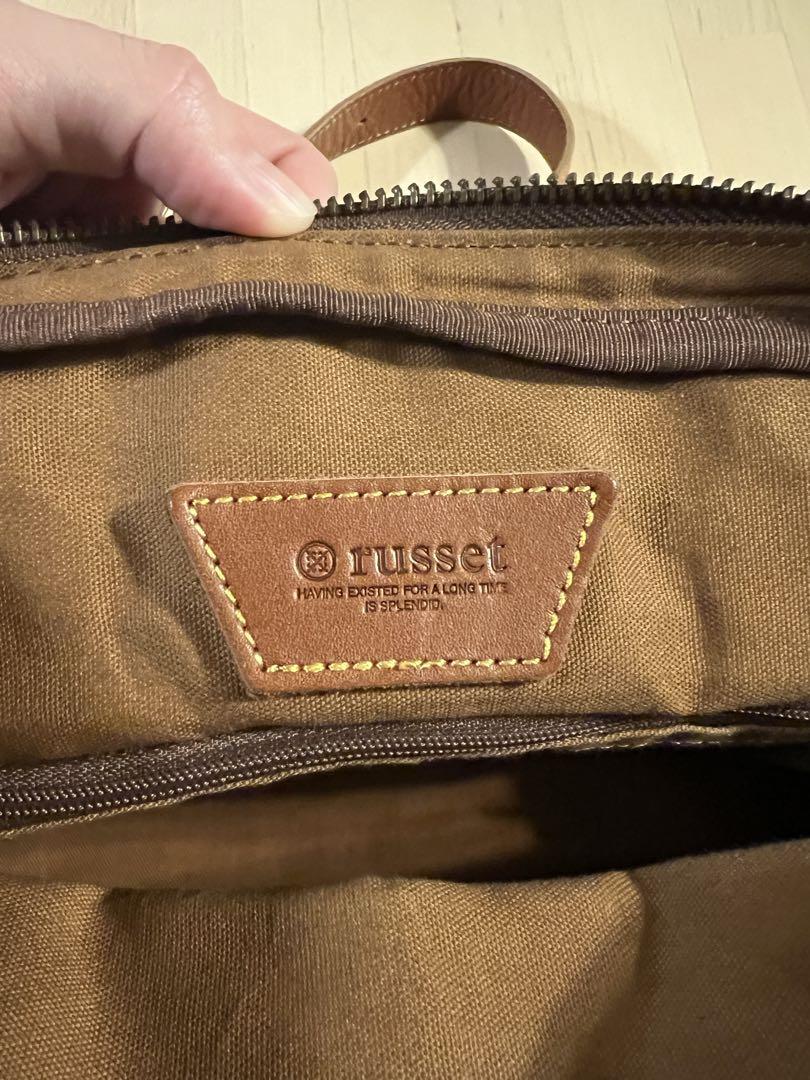 russet
HAVING EXISTED FOR A LONG TIME
IS SPLENDID.